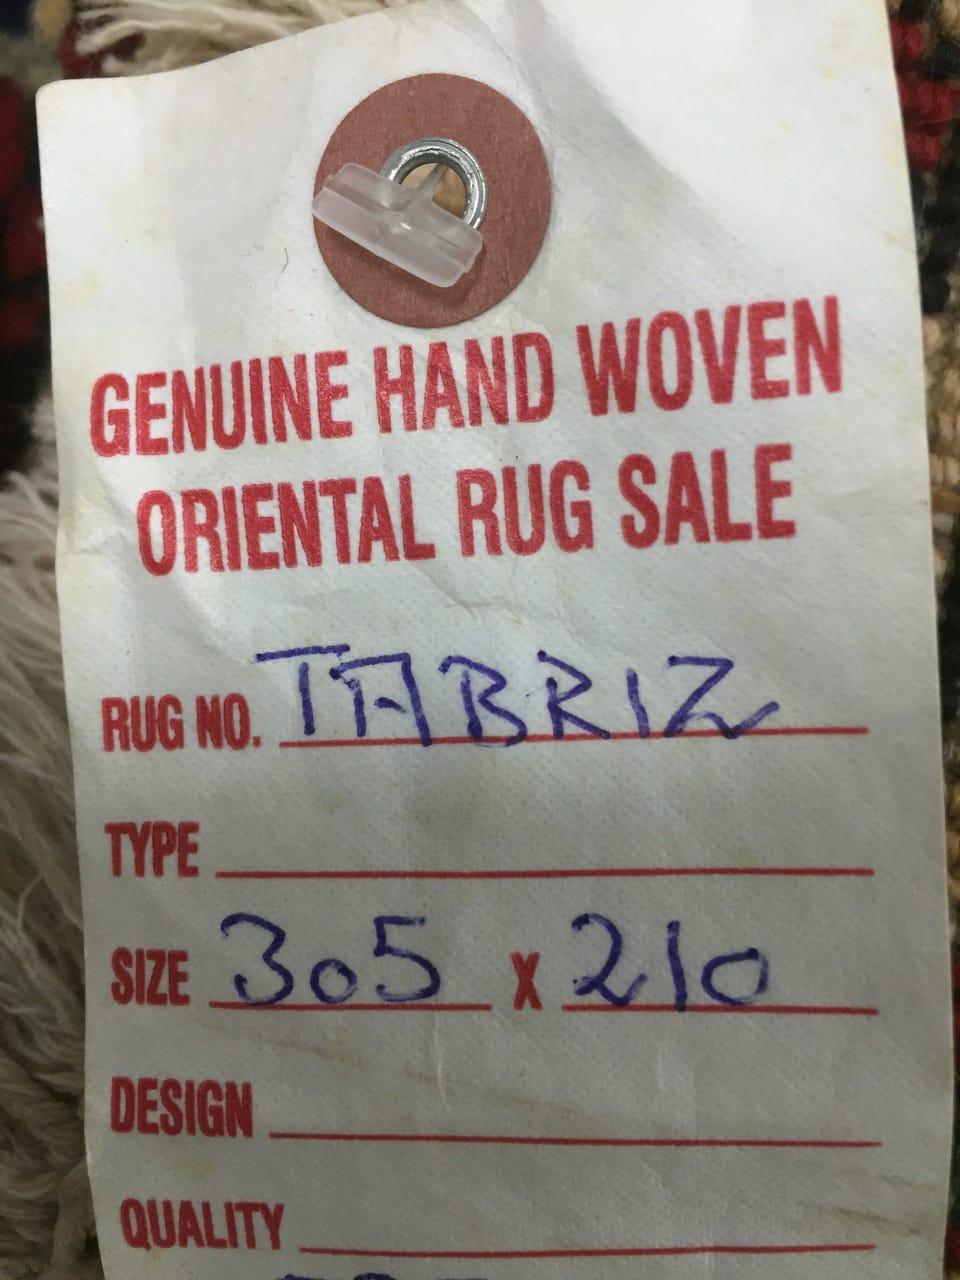 GENUINE HAND WOVEN
ORIENTAL RUG SALE
RUG NO. TABRIZ
TYPE
SIZE 305 X 210
DESIGN
QUALITY